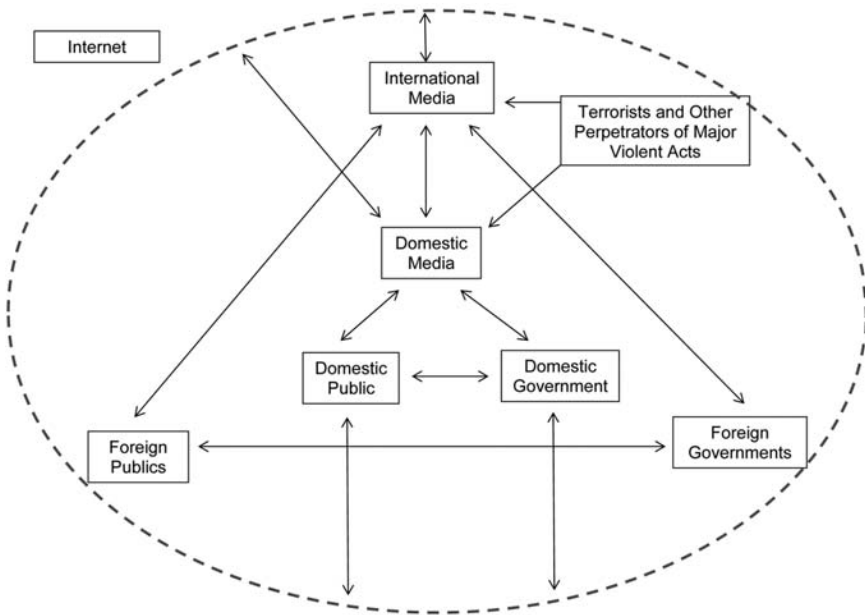 Internet
International
Media
Terrorists and Other
Perpetrators of Major
Violent Acts
Domestic
Media
Domestic
Public
Domestic
Government
Foreign
Publics
Foreign
Governments